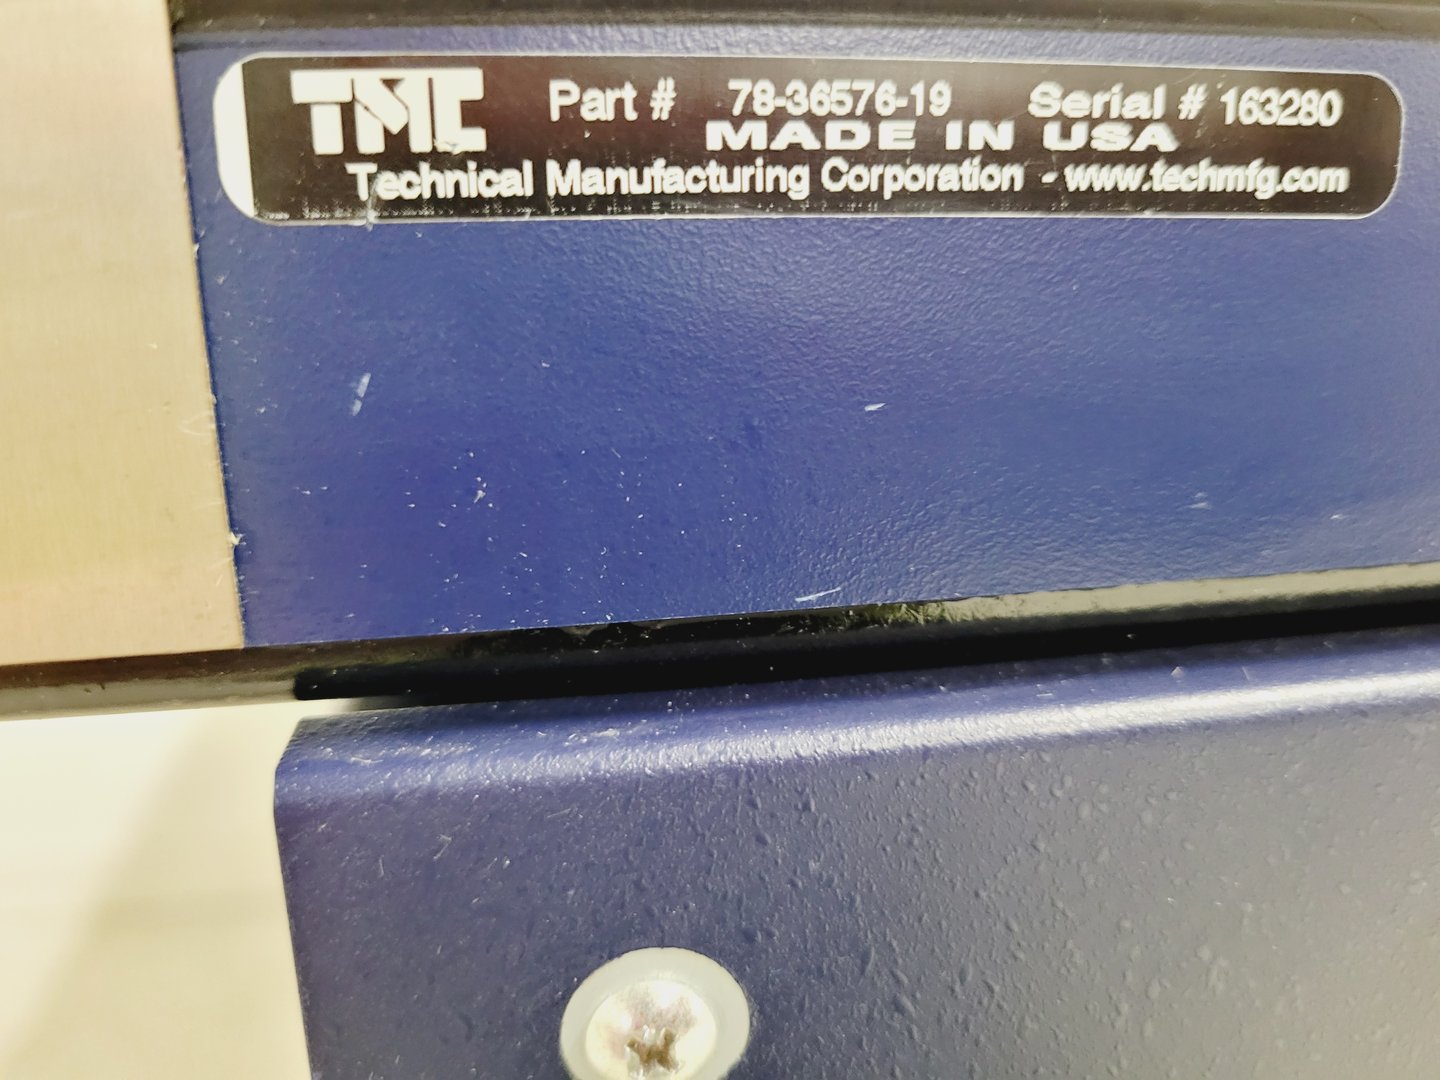 TMC Part # 78-36576-19 Serial # 163280
MADE IN USA
Technical Manufacturing Corporation - www.techmfg.com